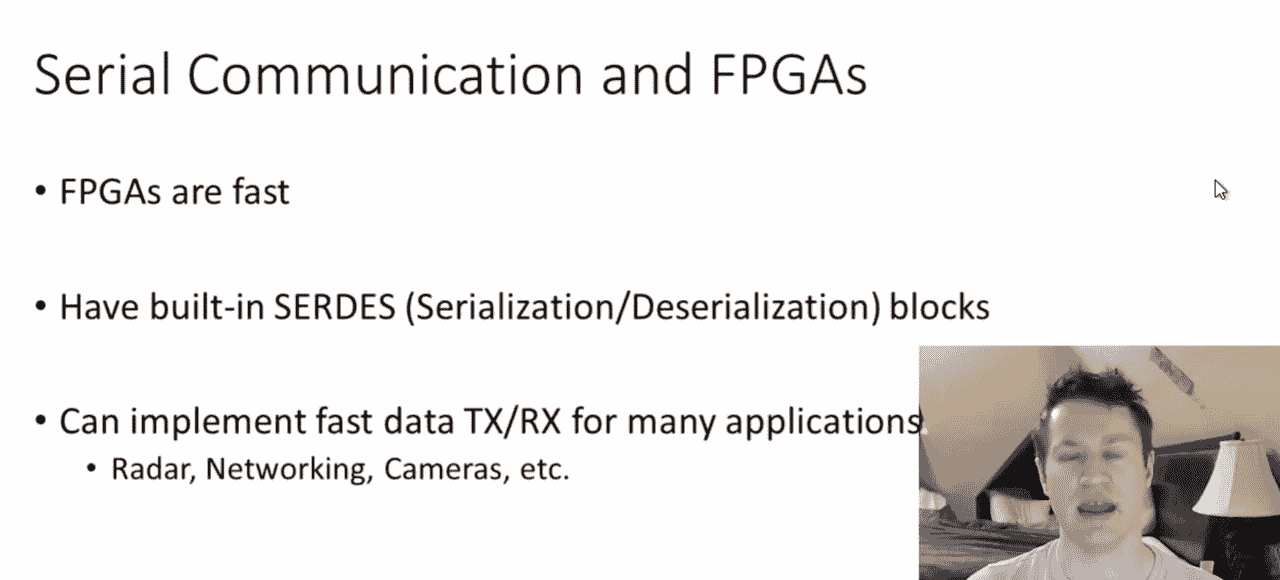 Serial Communication and FPGAs
• FPGAs are fast
• Have built-in SERDES (Serialization/Deserialization) blocks
• Can implement fast data TX/RX for many applications
• Radar, Networking, Cameras, etc.